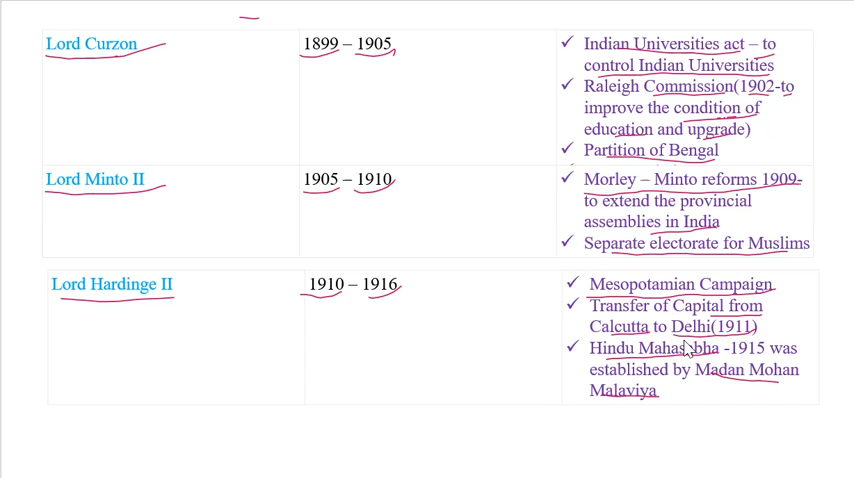 Lord Curzon
1899 – 1905
✓ Indian Universities act – to
control Indian Universities
✓ Raleigh Commission(1902-to
improve the condition of
education and upgrade)
✓ Partition of Bengal
Lord Minto II
1905 – 1910
✓ Morley – Minto reforms 1909-
to extend the provincial
assemblies in India
✓ Separate electorate for Muslims
Lord Hardinge II
1910 – 1916
✓ Mesopotamian Campaign
✓ Transfer of Capital from
Calcutta to Delhi(1911)
✓ Hindu Mahasabha -1915 was
established by Madan Mohan
Malaviya